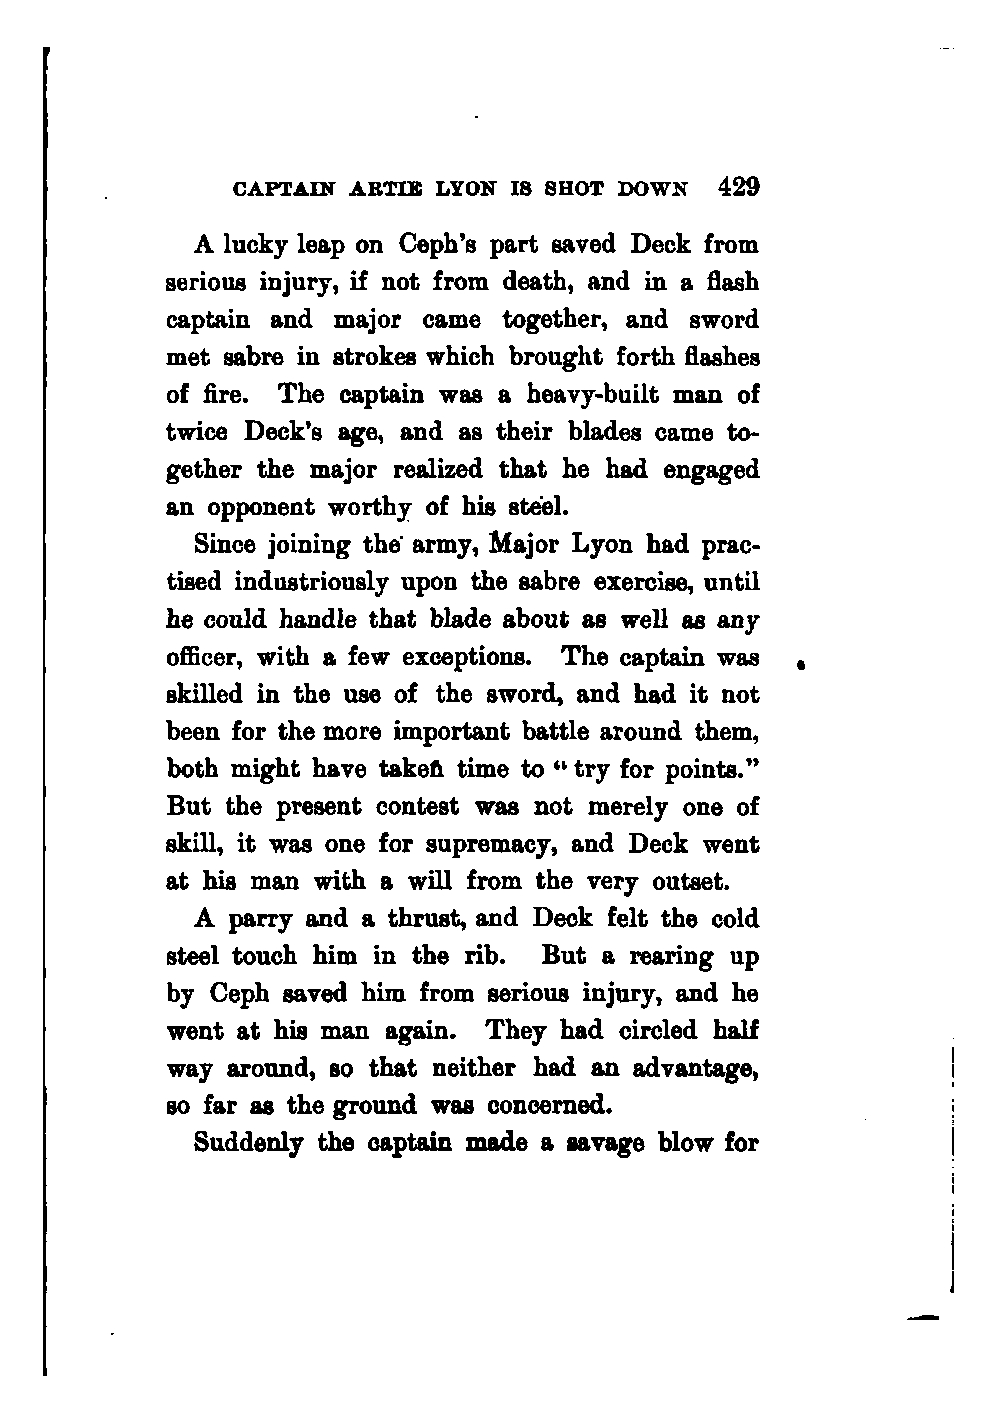 CAPTAIN ARTIE LYON IS SHOT DOWN 429
A lucky leap on Ceph's part saved Deck from
serious injury, if not from death, and in a flash
captain and major came together, and sword
met sabre in strokes which brought forth flashes
of fire. The captain was a heavy-built man of
twice Deck's age, and as their blades came to-
gether the major realized that he had engaged
an opponent worthy of his steel.
Since joining the army, Major Lyon had prac-
tised industriously upon the sabre exercise, until
he could handle that blade about as well as any
officer, with a few exceptions. The captain was
skilled in the use of the sword, and had it not
been for the more important battle around them,
both might have taken time to “try for points.”
But the present contest was not merely one of
skill, it was one for supremacy, and Deck went
at his man with a will from the very outset.
A parry and a thrust, and Deck felt the cold
steel touch him in the rib. But a rearing up
by Ceph saved him from serious injury, and he
went at his man again. They had circled half
way around, so that neither had an advantage,
so far as the ground was concerned.
Suddenly the captain made a savage blow for